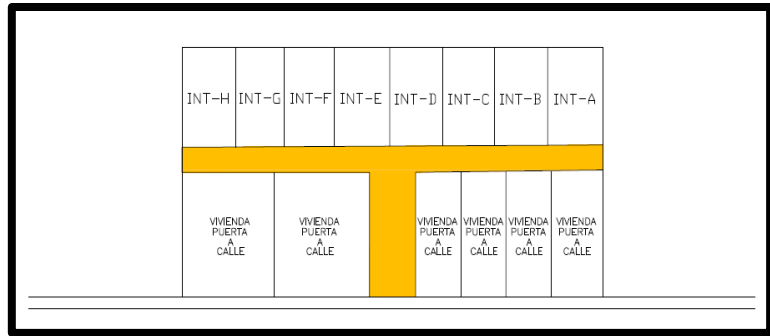 INT-H INT-G INT-F INT-E INT-D INT-C INT-B INT-A
VIVIENDA
PUERTA
A
CALLE
VIVIENDA
PUERTA
A
CALLE
VIVIENDA
PUERTA
A
CALLE
VIVIENDA
PUERTA
A
CALLE
VIVIENDA
PUERTA
A
CALLE
VIVIENDA
PUERTA
A
CALLE